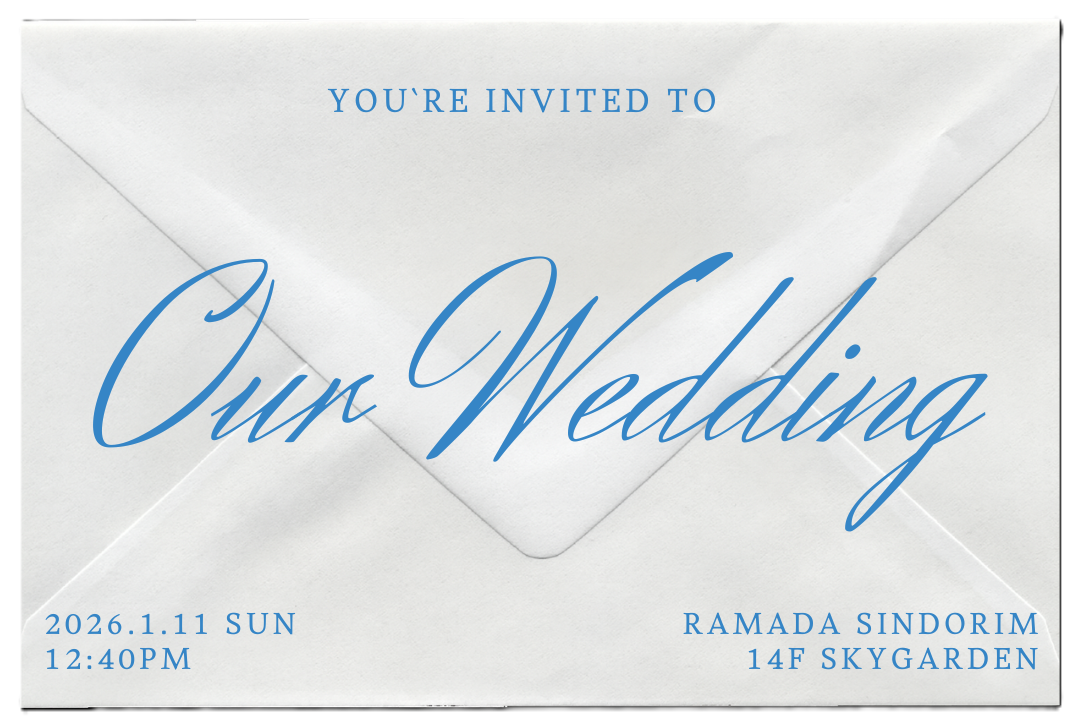 YOU`RE INVITED TO
Our Wedding
2026.1.11 SUN
12:40PM
RAMADA SINDORIM
14F SKYGARDEN